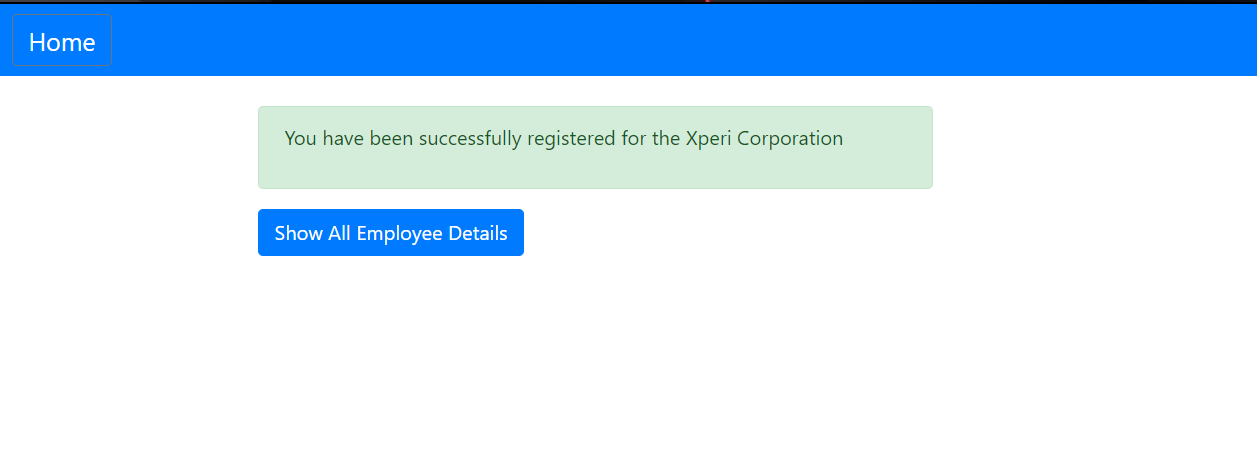 Home
You have been successfully registered for the Xperi Corporation
Show All Employee Details